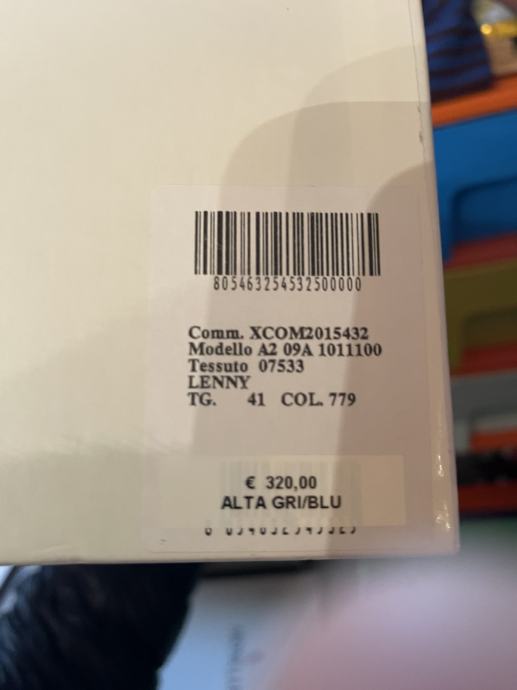 805463254532500000
Comm. XCOM2015432
Modello A2 09A 1011100
Tessuto 07533
LENNY
TG. 41 COL. 779
€ 320,00
ALTA GRI/BLU